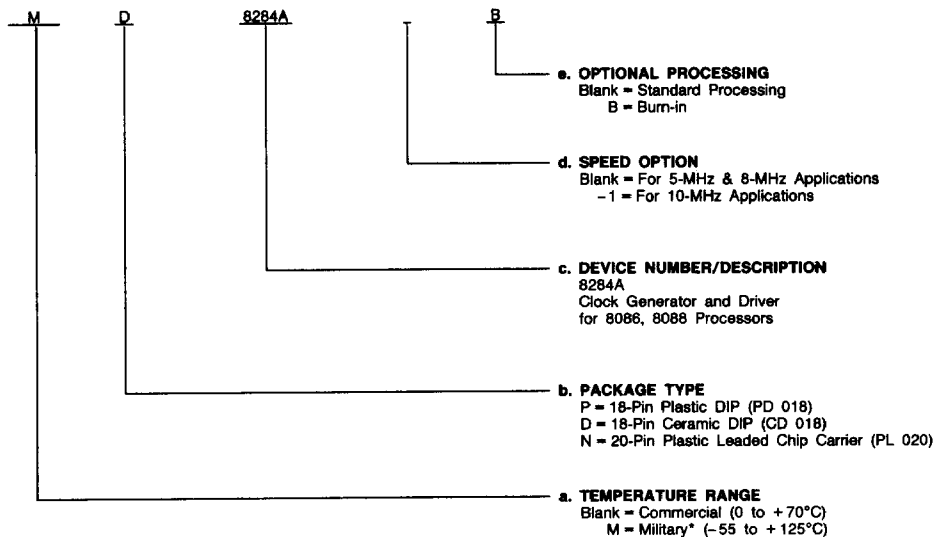 M D 8284A - B
e. OPTIONAL PROCESSING
Blank = Standard Processing
B = Burn-in
d. SPEED OPTION
Blank = For 5-MHz & 8-MHz Applications
-1 = For 10-MHz Applications
c. DEVICE NUMBER/DESCRIPTION
8284A
Clock Generator and Driver
for 8086, 8088 Processors
b. PACKAGE TYPE
P = 18-Pin Plastic DIP (PD 018)
D = 18-Pin Ceramic DIP (CD 018)
N = 20-Pin Plastic Leaded Chip Carrier (PL 020)
a. TEMPERATURE RANGE
Blank = Commercial (0 to +70°C)
M = Military* (-55 to +125°C)